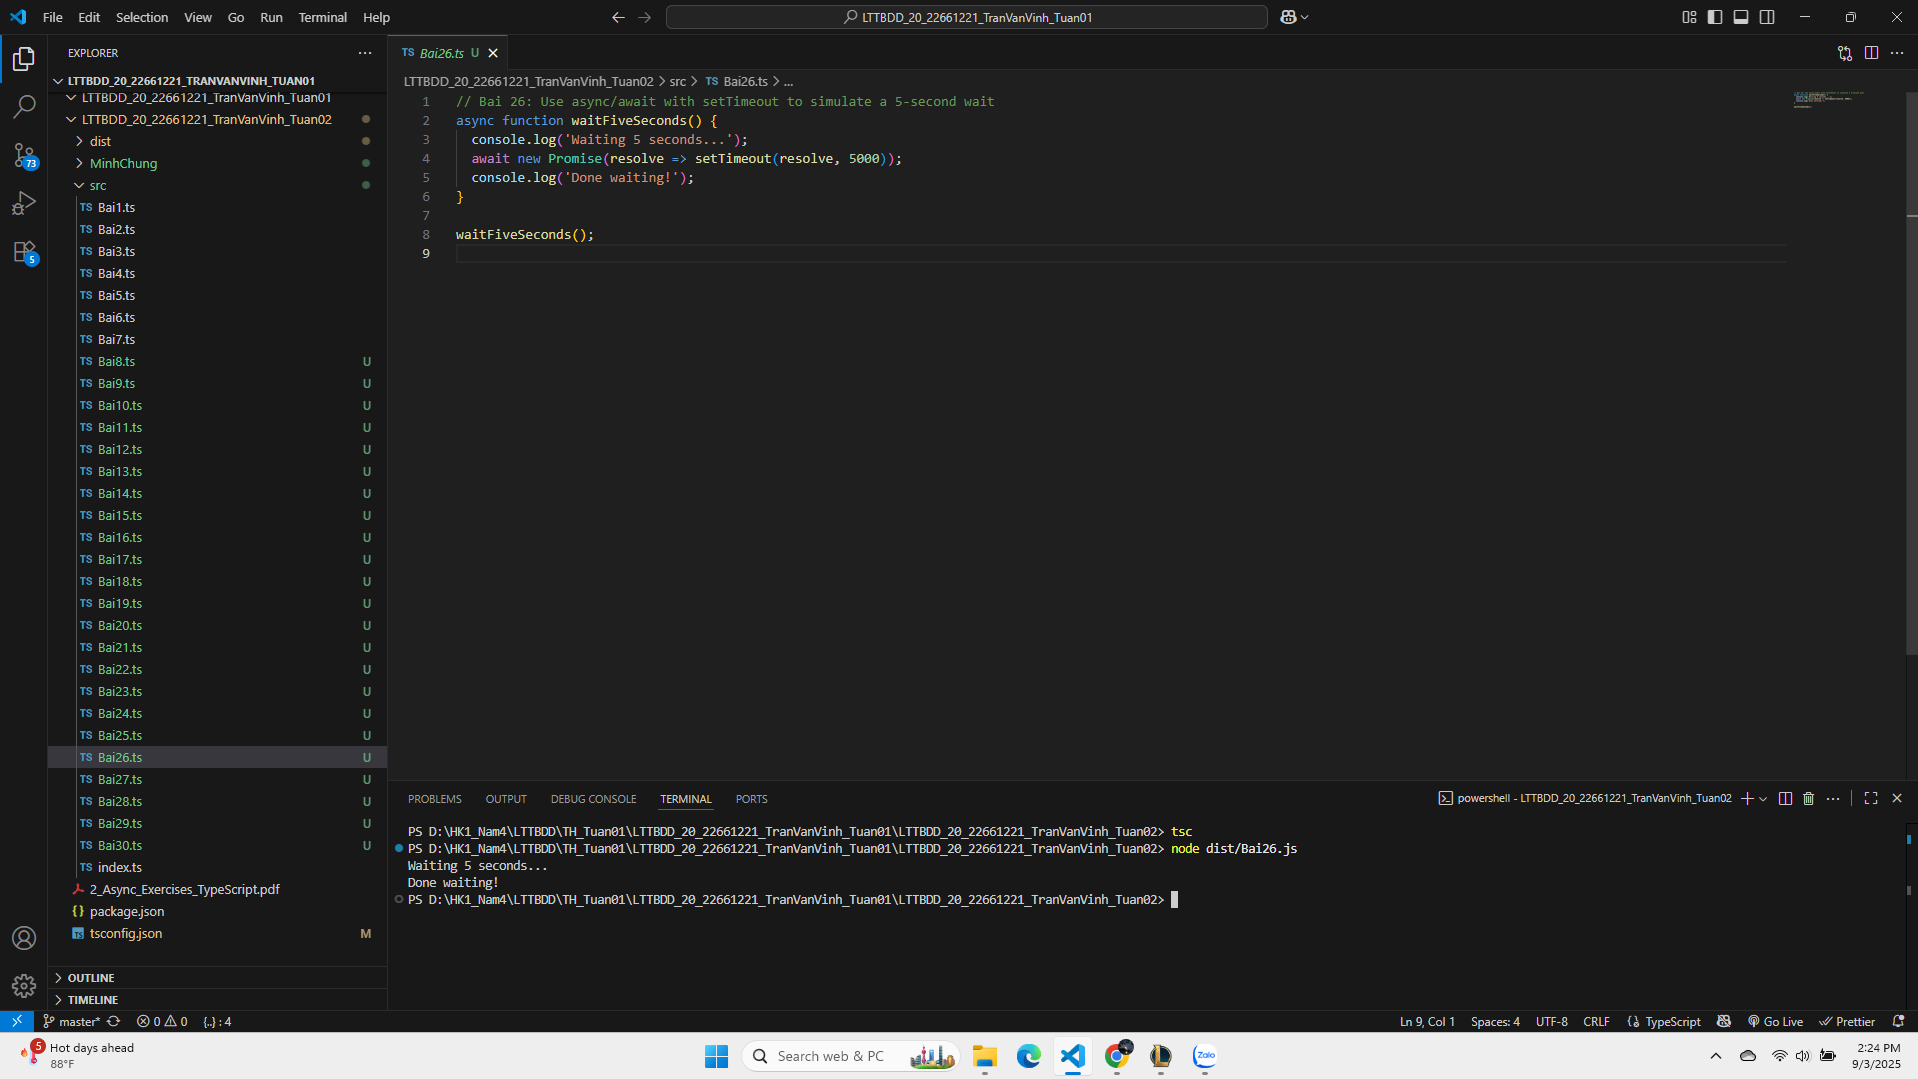 File Edit Selection View Go Run Terminal Help
LTTBDD_20_22661221_TranVanVinh_Tuan01
EXPLORER
LTTBDD_20_22661221_TRANVANVINH_TUAN01
LTTBDD_20_22661221_TranVanVinh_Tuan01
LTTBDD_20_22661221_TranVanVinh_Tuan02
dist
MinhChung
src
TS Bai1.ts
TS Bai2.ts
TS Bai3.ts
TS Bai4.ts
TS Bai5.ts
TS Bai6.ts
TS Bai7.ts
TS Bai8.ts U
TS Bai9.ts U
TS Bai10.ts U
TS Bai11.ts U
TS Bai12.ts U
TS Bai13.ts U
TS Bai14.ts U
TS Bai15.ts U
TS Bai16.ts U
TS Bai17.ts U
TS Bai18.ts U
TS Bai19.ts U
TS Bai20.ts U
TS Bai21.ts U
TS Bai22.ts U
TS Bai23.ts U
TS Bai24.ts U
TS Bai25.ts U
TS Bai26.ts U
TS Bai27.ts U
TS Bai28.ts U
TS Bai29.ts U
TS Bai30.ts U
TS index.ts
2_Async_Exercises_TypeScript.pdf
{} package.json
TS tsconfig.json M
OUTLINE
TIMELINE
73
5
TS Bai26.ts U
LTTBDD_20_22661221_TranVanVinh_Tuan02 > src > TS Bai26.ts > ...
1 // Bai 26: Use async/await with setTimeout to simulate a 5-second wait
2 async function waitFiveSeconds() {
3 console.log('Waiting 5 seconds...');
4 await new Promise(resolve => setTimeout(resolve, 5000));
5 console.log('Done waiting!');
6 }
7
8 waitFiveSeconds();
9
PROBLEMS OUTPUT DEBUG CONSOLE TERMINAL PORTS
powershell - LTTBDD_20_22661221_TranVanVinh_Tuan02
PS D:\HK1_Nam4\LTTBDD\TH_Tuan01\LTTBDD_20_22661221_TranVanVinh_Tuan01\LTTBDD_20_22661221_TranVanVinh_Tuan02> tsc
PS D:\HK1_Nam4\LTTBDD\TH_Tuan01\LTTBDD_20_22661221_TranVanVinh_Tuan01\LTTBDD_20_22661221_TranVanVinh_Tuan02> node dist/Bai26.js
Waiting 5 seconds...
Done waiting!
PS D:\HK1_Nam4\LTTBDD\TH_Tuan01\LTTBDD_20_22661221_TranVanVinh_Tuan01\LTTBDD_20_22661221_TranVanVinh_Tuan02>
master* 0 0 {..} : 4
Ln 9, Col 1 Spaces: 4 UTF-8 CRLF {} TypeScript Go Live Prettier
5
Hot days ahead
88°F
Search web & PC
Zalo
2:24 PM
9/3/2025